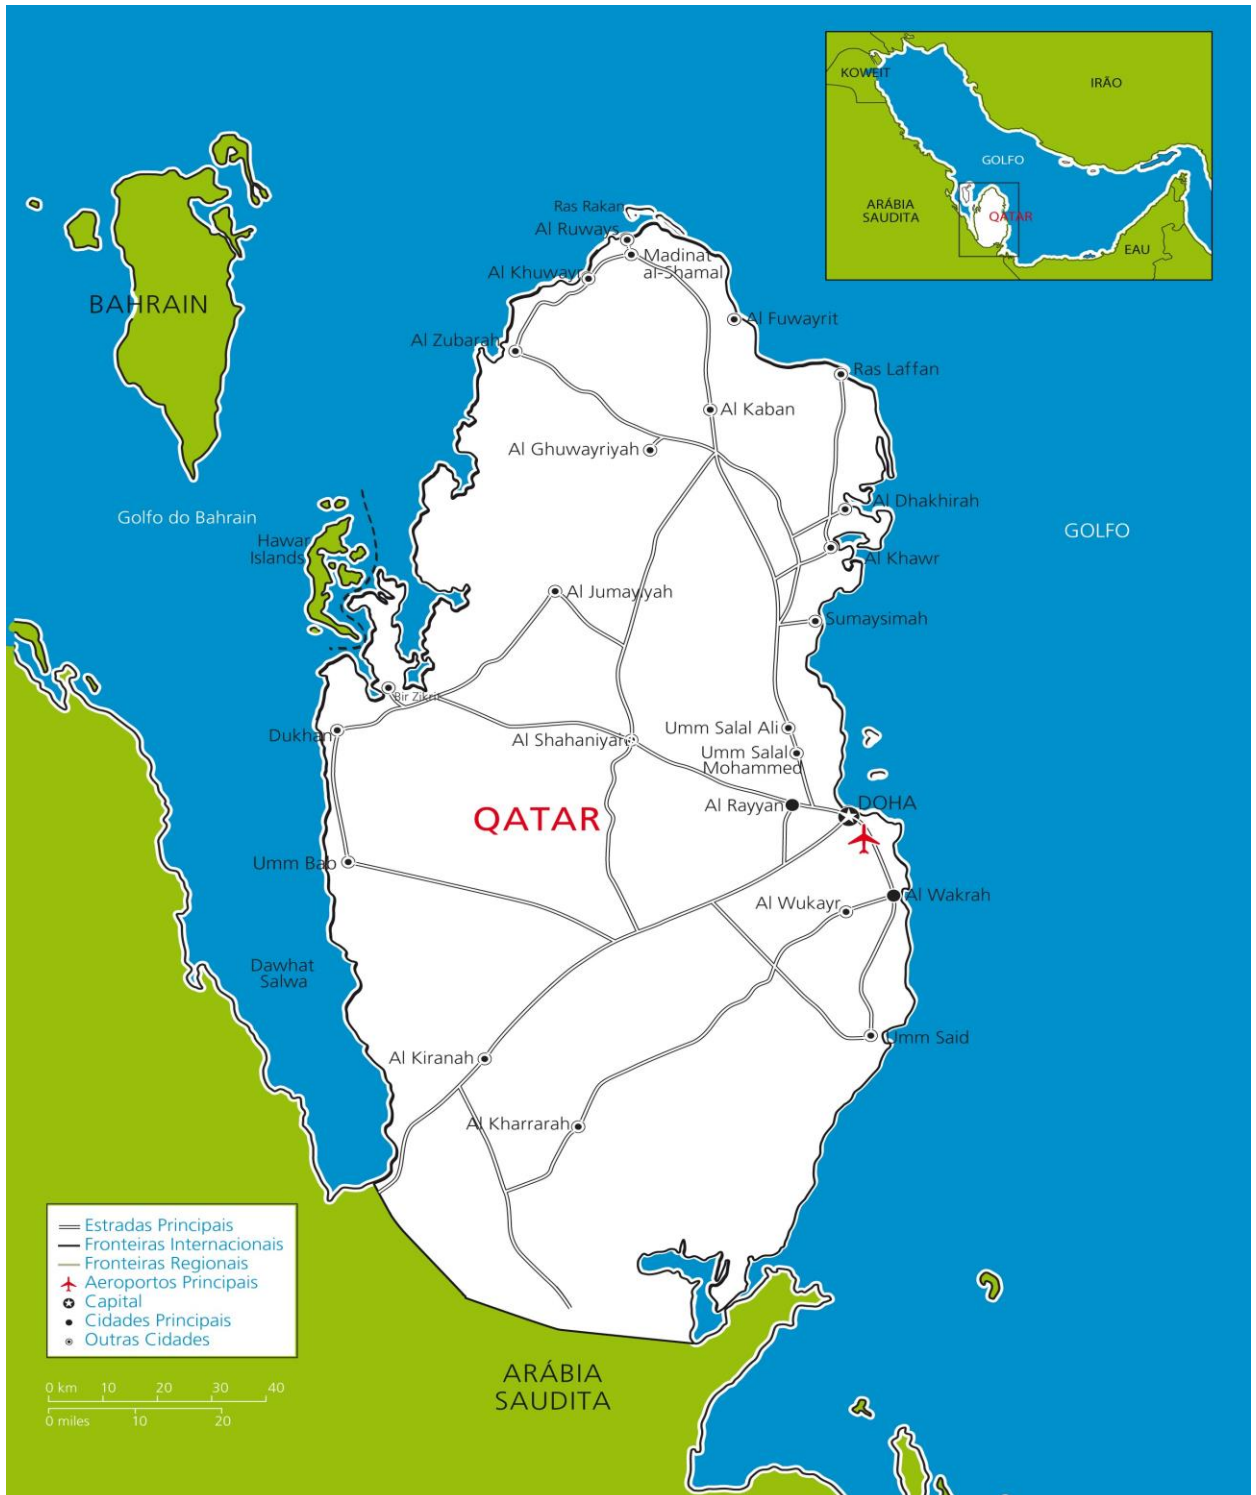 KOWEIT
IRÃO
GOLFO
ARÁBIA
SAUDITA
QATAR
EAU
Ras Rakan
Al Ruways
Madinat
al-Shamal
Al Khuwayr
BAHRAIN
Al Fuwayrit
Al Zubarah
Ras Laffan
Al Kaban
Al Ghuwayriyah
Al Dhakhirah
Golfo do Bahrain
GOLFO
Hawar
Islands
Al Khawr
Al Jumayiyah
Sumaysimah
Bir Zikrit
Dukhan
Al Shahaniyah
Umm Salal Ali
Umm Salal
Mohammed
Al Rayyan
DOHA
QATAR
Umm Bab
Al Wukayr
Al Wakrah
Dawhat
Salwa
Umm Said
Al Kiranah
Al Kharrarah
Estradas Principais
Fronteiras Internacionais
Fronteiras Regionais
Aeroportos Principais
Capital
Cidades Principais
Outras Cidades
0 km 10 20 30 40
0 miles 10 20
ARÁBIA
SAUDITA